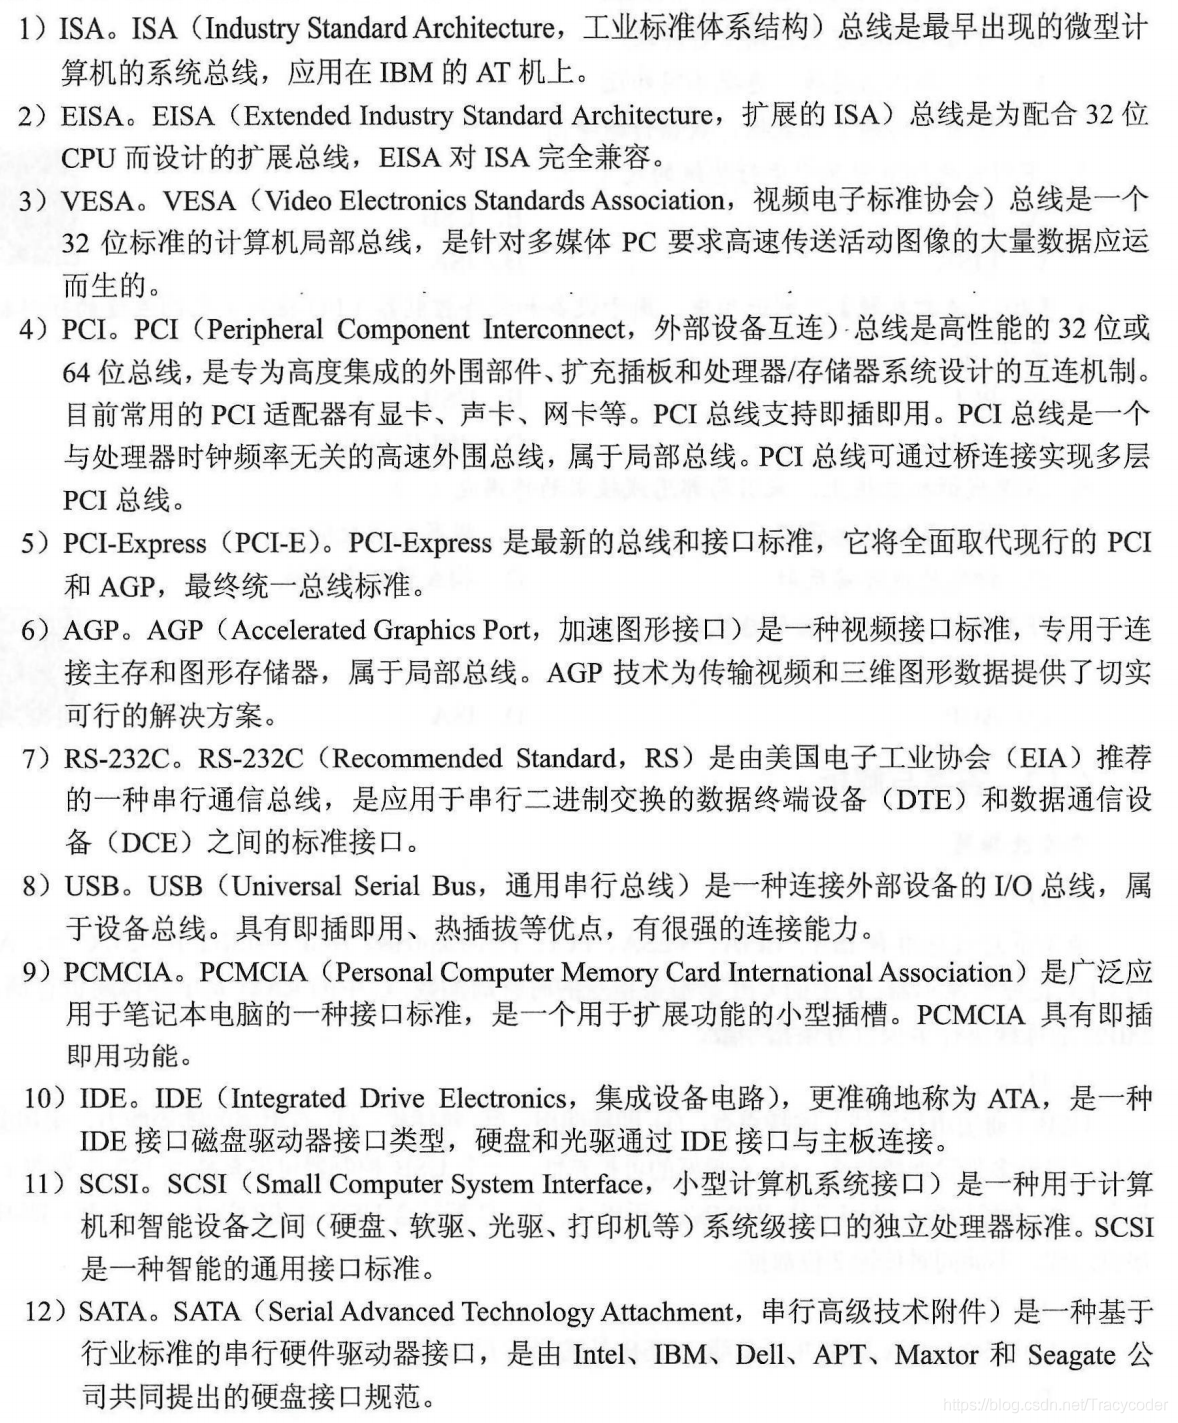 1）ISA。ISA（Industry Standard Architecture，工业标准体系结构）总线是最早出现的微型计
算机的系统总线，应用在 IBM 的 AT 机上。
2）EISA。EISA（Extended Industry Standard Architecture，扩展的 ISA）总线是为配合 32 位
CPU 而设计的扩展总线，EISA 对 ISA 完全兼容。
3）VESA。VESA（Video Electronics Standards Association，视频电子标准协会）总线是一个
32 位标准的计算机局部总线，是针对多媒体 PC 要求高速传送活动图像的大量数据应运
而生的。
4）PCI。PCI（Peripheral Component Interconnect，外部设备互连）总线是高性能的 32 位或
64 位总线，是专为高度集成的外围部件、扩充插板和处理器/存储器系统设计的互连机制。
目前常用的 PCI 适配器有显卡、声卡、网卡等。PCI 总线支持即插即用。PCI 总线是一个
与处理器时钟频率无关的高速外围总线，属于局部总线。PCI 总线可通过桥连接实现多层
PCI 总线。
5）PCI-Express（PCI-E）。PCI-Express 是最新的总线和接口标准，它将全面取代现行的 PCI
和 AGP，最终统一总线标准。
6）AGP。AGP（Accelerated Graphics Port，加速图形接口）是一种视频接口标准，专用于连
接主存和图形存储器，属于局部总线。AGP 技术为传输视频和三维图形数据提供了切实
可行的解决方案。
7）RS-232C。RS-232C（Recommended Standard，RS）是由美国电子工业协会（EIA）推荐
的一种串行通信总线，是应用于串行二进制交换的数据终端设备（DTE）和数据通信设
备（DCE）之间的标准接口。
8）USB。USB（Universal Serial Bus，通用串行总线）是一种连接外部设备的 I/O 总线，属
于设备总线。具有即插即用、热插拔等优点，有很强的连接能力。
9）PCMCIA。PCMCIA（Personal Computer Memory Card International Association）是广泛应
用于笔记本电脑的一种接口标准，是一个用于扩展功能的小型插槽。PCMCIA 具有即插
即用功能。
10）IDE。IDE（Integrated Drive Electronics，集成设备电路），更准确地称为 ATA，是一种
IDE 接口磁盘驱动器接口类型，硬盘和光驱通过 IDE 接口与主板连接。
11）SCSI。SCSI（Small Computer System Interface，小型计算机系统接口）是一种用于计算
机和智能设备之间（硬盘、软驱、光驱、打印机等）系统级接口的独立处理器标准。SCSI
是一种智能的通用接口标准。
12）SATA。SATA（Serial Advanced Technology Attachment，串行高级技术附件）是一种基于
行业标准的串行硬件驱动器接口，是由 Intel、IBM、Dell、APT、Maxtor 和 Seagate 公
司共同提出的硬盘接口规范。
https://blog.csdn.net/Tracycoder